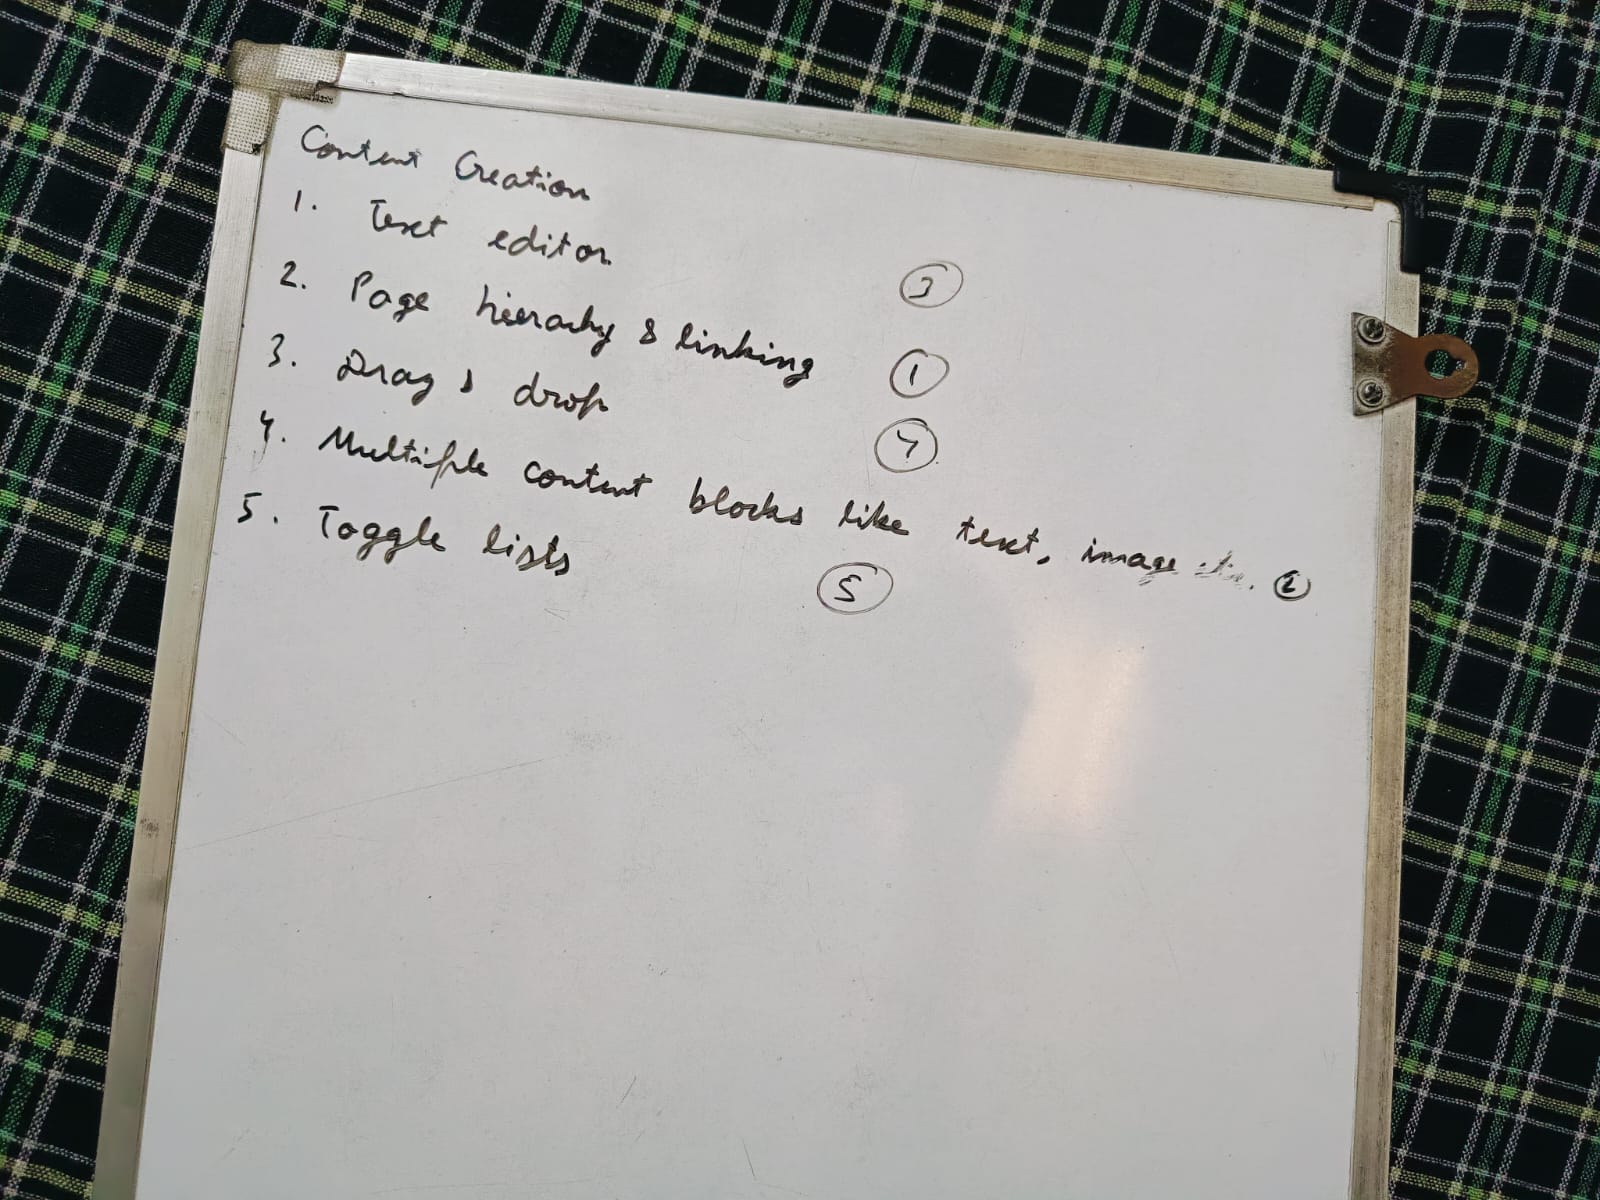 Content Creation
1. Text editor ③
2. Page hierachy & linking ①
3. Drag & drop ④
4. Multiple content blocks like text, image etc. ②
5. Toggle lists ⑤